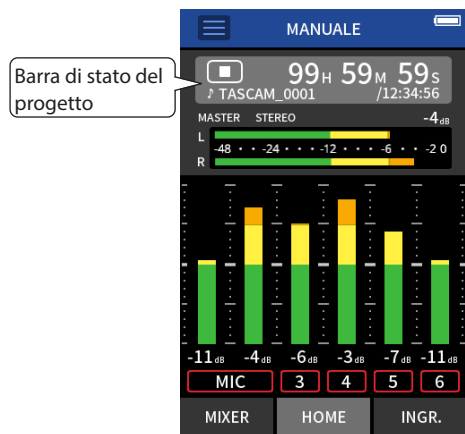 Barra di stato del
progetto
MANUALE
99H 59M 59S
♪ TASCAM_0001 /12:34:56
MASTER STEREO -4dB
L
-48 · · -24 · · · -12 · · · -6 · · -2 0
R
-11dB -4dB -6dB -3dB -7dB -11dB
MIC 3 4 5 6
MIXER HOME INGR.